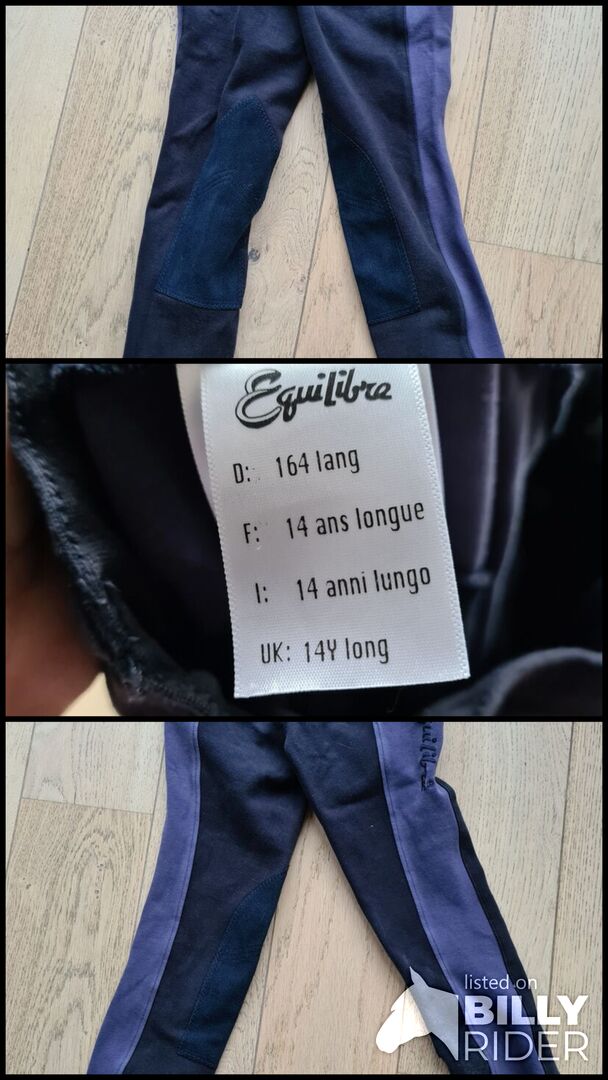 EquiLibre
D: 164 lang
F: 14 ans longue
I: 14 anni lungo
UK: 14Y long
listed on
BILLY
RIDER